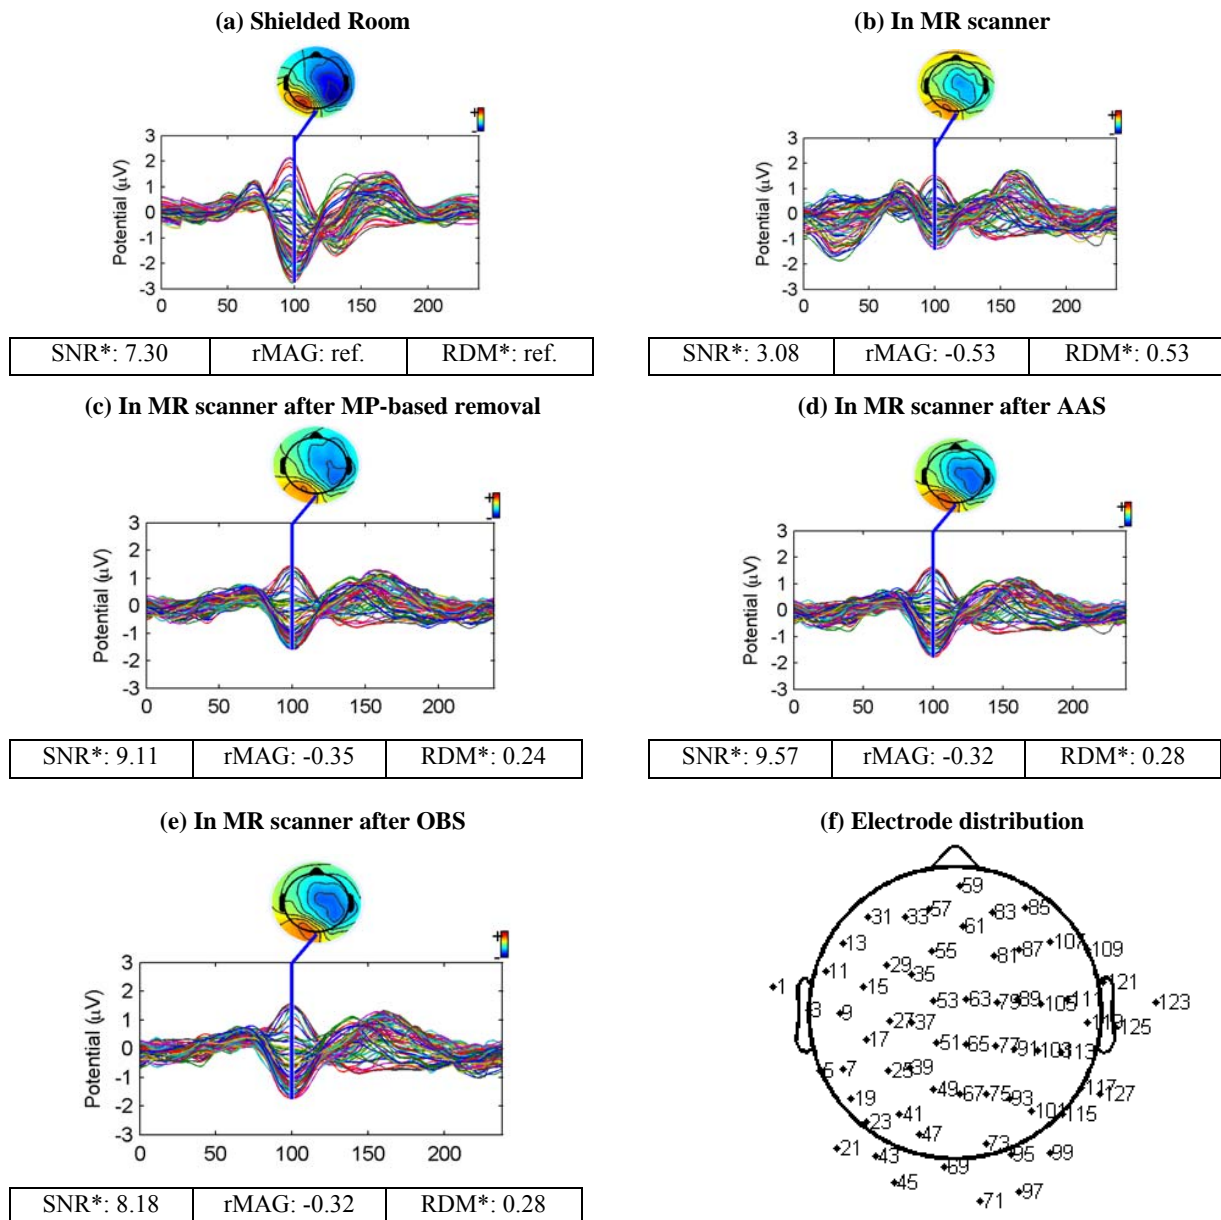 (a) Shielded Room
(b) In MR scanner
+
-
+
-
Potential (µV)
3
2
1
0
-1
-2
-3
0 50 100 150 200
Potential (µV)
3
2
1
0
-1
-2
-3
0 50 100 150 200
SNR*: 7.30 rMAG: ref. RDM*: ref.
SNR*: 3.08 rMAG: -0.53 RDM*: 0.53
(c) In MR scanner after MP-based removal
(d) In MR scanner after AAS
+
-
+
-
Potential (µV)
3
2
1
0
-1
-2
-3
0 50 100 150 200
Potential (µV)
3
2
1
0
-1
-2
-3
0 50 100 150 200
SNR*: 9.11 rMAG: -0.35 RDM*: 0.24
SNR*: 9.57 rMAG: -0.32 RDM*: 0.28
(e) In MR scanner after OBS
(f) Electrode distribution
+
-
Potential (µV)
3
2
1
0
-1
-2
-3
0 50 100 150 200
59
31 33 57 83 85
61
13 55 81 87 107 109
11 29 35
1 15 121
3 9 53 63 79 89 105 111 123
27 37 125
17 51 65 77 91 103 113
5 7 25 39
19 49 67 75 93 117 127
23 41 101 115
47
21 43 73 95 99
69
45 97
71
SNR*: 8.18 rMAG: -0.32 RDM*: 0.28